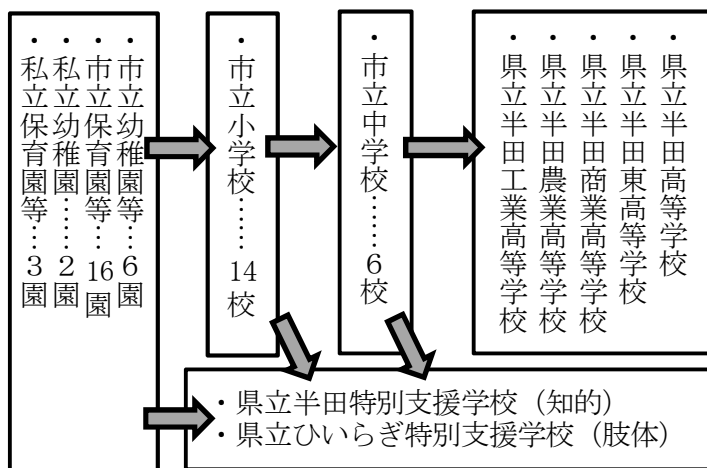 ・市立幼稚園等…6園
・市立保育園等…16園
・私立幼稚園……2園
・私立保育園等…3園
・市立小学校……14校
・市立中学校……6校
・県立半田高等学校
・県立半田東高等学校
・県立半田商業高等学校
・県立半田農業高等学校
・県立半田工業高等学校
・県立半田特別支援学校（知的）
・県立ひいらぎ特別支援学校（肢体）